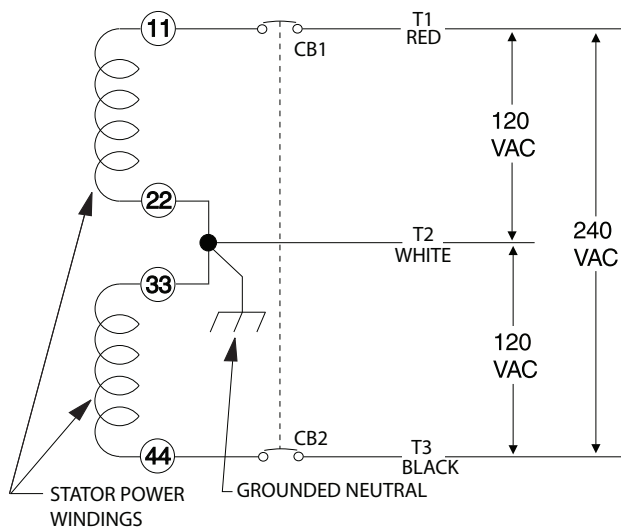 11
T1
RED
CB1
120
VAC
22
T2
WHITE
240
VAC
33
120
VAC
CB2
T3
BLACK
44
STATOR POWER
WINDINGS
GROUNDED NEUTRAL